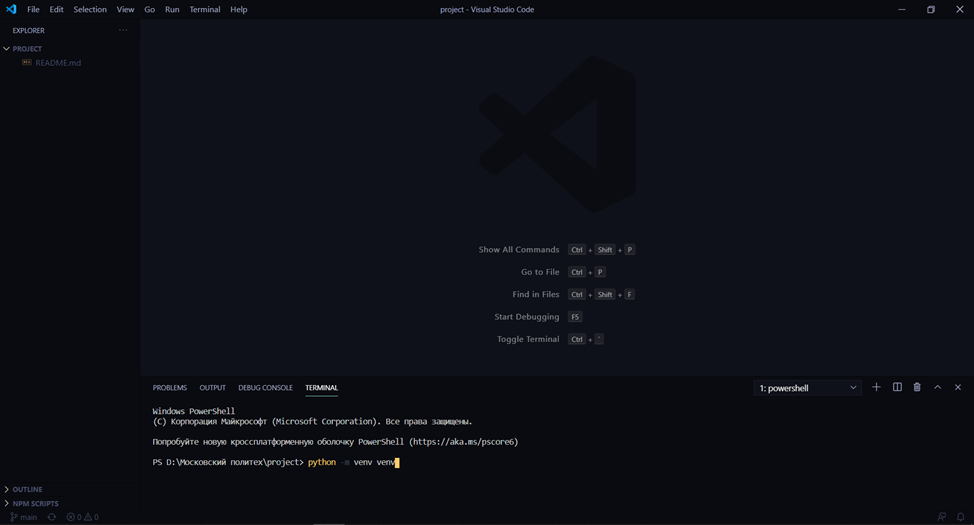 File Edit Selection View Go Run Terminal Help
project - Visual Studio Code
EXPLORER
PROJECT
README.md
Show All Commands Ctrl + Shift + P
Go to File Ctrl + P
Find in Files Ctrl + Shift + F
Start Debugging F5
Toggle Terminal Ctrl + `
PROBLEMS OUTPUT DEBUG CONSOLE TERMINAL
1: powershell
Windows PowerShell
(C) Корпорация Майкрософт (Microsoft Corporation). Все права защищены.
Попробуйте новую кроссплатформенную оболочку PowerShell (https://aka.ms/pscore6)
PS D:\Московский политех\project> python -m venv venv
OUTLINE
NPM SCRIPTS
main 0 0